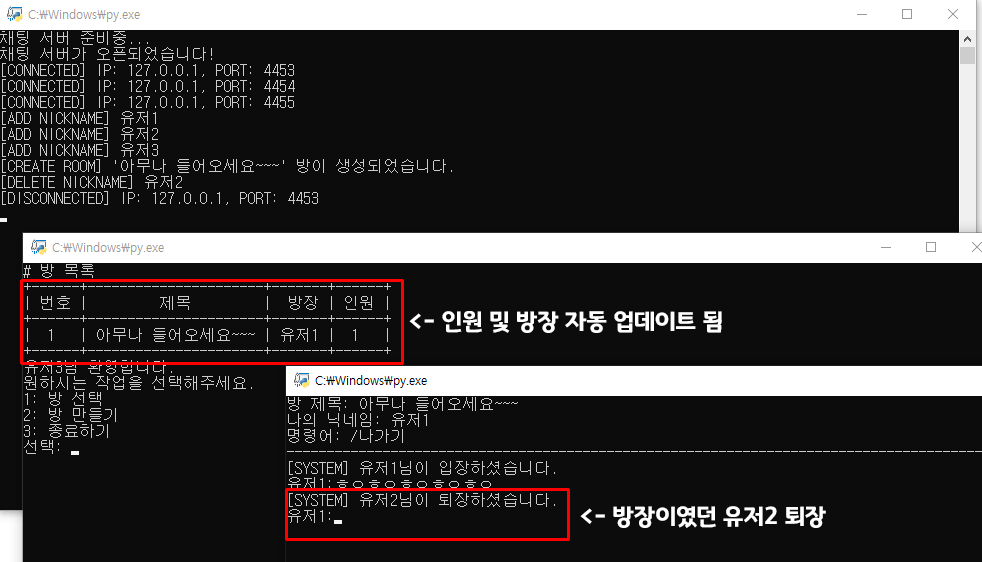 C:₩Windows₩py.exe
채팅 서버 준비중...
채팅 서버가 오픈되었습니다!
[CONNECTED] IP: 127.0.0.1, PORT: 4453
[CONNECTED] IP: 127.0.0.1, PORT: 4454
[CONNECTED] IP: 127.0.0.1, PORT: 4455
[ADD NICKNAME] 유저1
[ADD NICKNAME] 유저2
[ADD NICKNAME] 유저3
[CREATE ROOM] '아무나 들어오세요~~~' 방이 생성되었습니다.
[DELETE NICKNAME] 유저2
[DISCONNECTED] IP: 127.0.0.1, PORT: 4453
C:₩Windows₩py.exe
# 방 목록
| 번호 | 제목 | 방장 | 인원 |
| 1 | 아무나 들어오세요~~~ | 유저1 | 1 |
<- 인원 및 방장 자동 업데이트 됨
유저3님 환영합니다.
원하시는 작업을 선택해주세요.
1: 방 선택
2: 방 만들기
3: 종료하기
선택:
C:₩Windows₩py.exe
방 제목: 아무나 들어오세요~~~
나의 닉네임: 유저1
명령어: /나가기
[SYSTEM] 유저1님이 입장하셨습니다.
유저1:ㅎㅇㅎㅇㅎㅇㅎㅇㅎㅇ
[SYSTEM] 유저2님이 퇴장하셨습니다.
유저1:
<- 방장이였던 유저2 퇴장